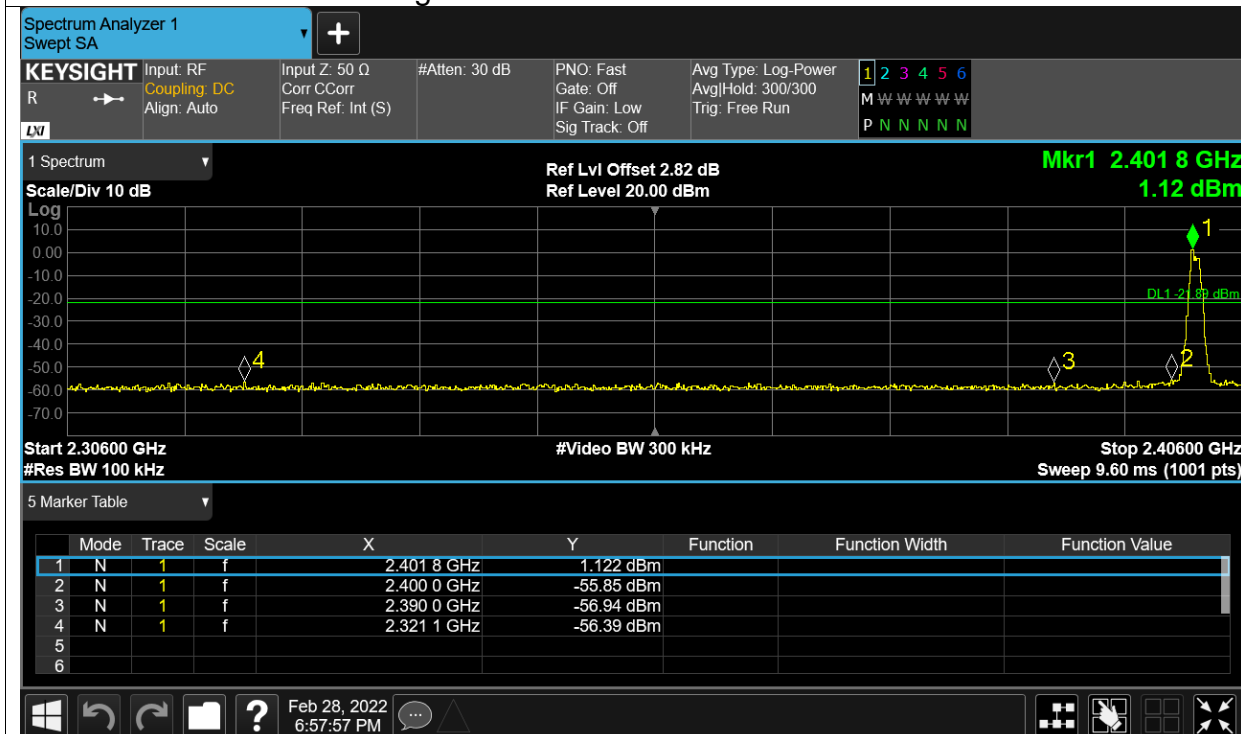 Spectrum Analyzer 1
Swept SA
+
KEYSIGHT Input: RF Input Z: 50 Ω #Atten: 30 dB PNO: Fast Avg Type: Log-Power 1 2 3 4 5 6
R Coupling: DC Corr CCorr Gate: Off Avg|Hold: 300/300 M W W W W W
Align: Auto Freq Ref: Int (S) IF Gain: Low Trig: Free Run
LXI Sig Track: Off P N N N N N
1 Spectrum Ref Lvl Offset 2.82 dB Mkr1 2.401 8 GHz
Scale/Div 10 dB Ref Level 20.00 dBm 1.12 dBm
Log
10.0 1
0.00
-10.0
-20.0 DL1 -21.89 dBm
-30.0
-40.0
-50.0 4 3 2
-60.0
-70.0
Start 2.30600 GHz #Video BW 300 kHz Stop 2.40600 GHz
#Res BW 100 kHz Sweep 9.60 ms (1001 pts)
5 Marker Table
Mode Trace Scale X Y Function Function Width Function Value
1 N 1 f 2.401 8 GHz 1.122 dBm
2 N 1 f 2.400 0 GHz -55.85 dBm
3 N 1 f 2.390 0 GHz -56.94 dBm
4 N 1 f 2.321 1 GHz -56.39 dBm
5
6
? Feb 28, 2022
6:57:57 PM